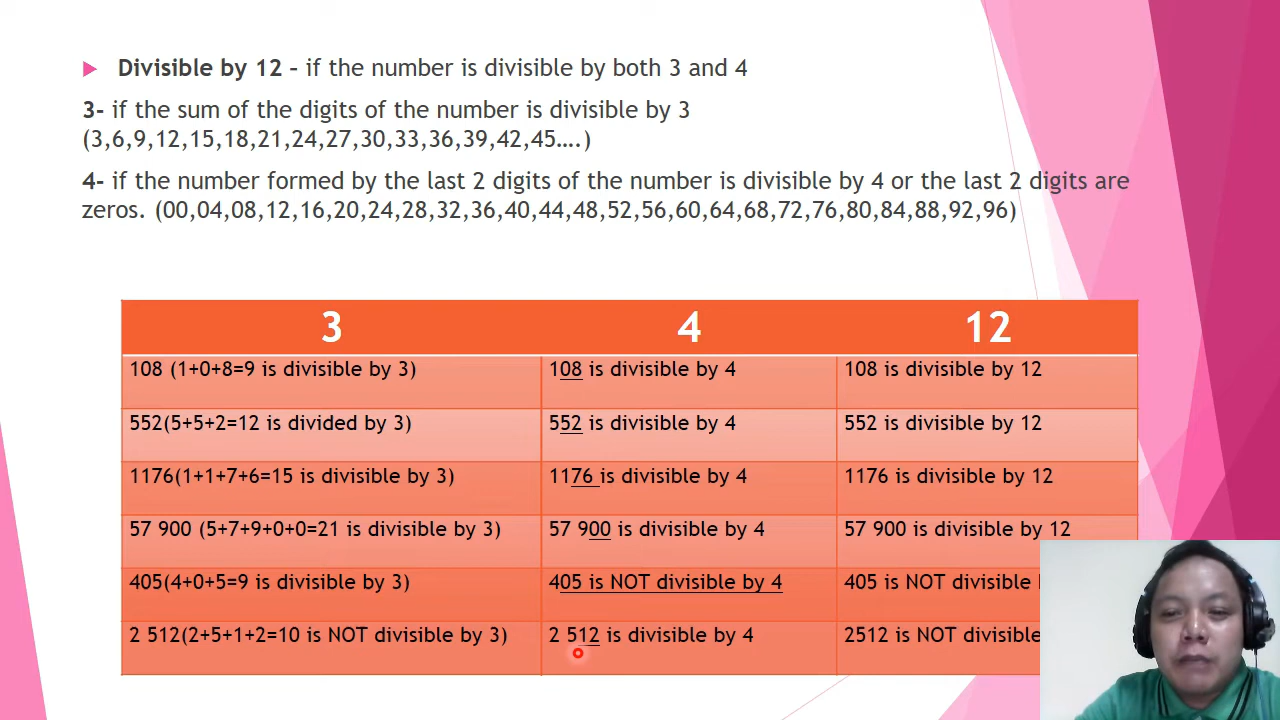 Divisible by 12 – if the number is divisible by both 3 and 4
3- if the sum of the digits of the number is divisible by 3
(3,6,9,12,15,18,21,24,27,30,33,36,39,42,45….)
4- if the number formed by the last 2 digits of the number is divisible by 4 or the last 2 digits are
zeros. (00,04,08,12,16,20,24,28,32,36,40,44,48,52,56,60,64,68,72,76,80,84,88,92,96)
3 4 12
108 (1+0+8=9 is divisible by 3) 108 is divisible by 4 108 is divisible by 12
552(5+5+2=12 is divided by 3) 552 is divisible by 4 552 is divisible by 12
1176(1+1+7+6=15 is divisible by 3) 1176 is divisible by 4 1176 is divisible by 12
57 900 (5+7+9+0+0=21 is divisible by 3) 57 900 is divisible by 4 57 900 is divisible by 12
405(4+0+5=9 is divisible by 3) 405 is NOT divisible by 4 405 is NOT divisible
2 512(2+5+1+2=10 is NOT divisible by 3) 2 512 is divisible by 4 2512 is NOT divisible